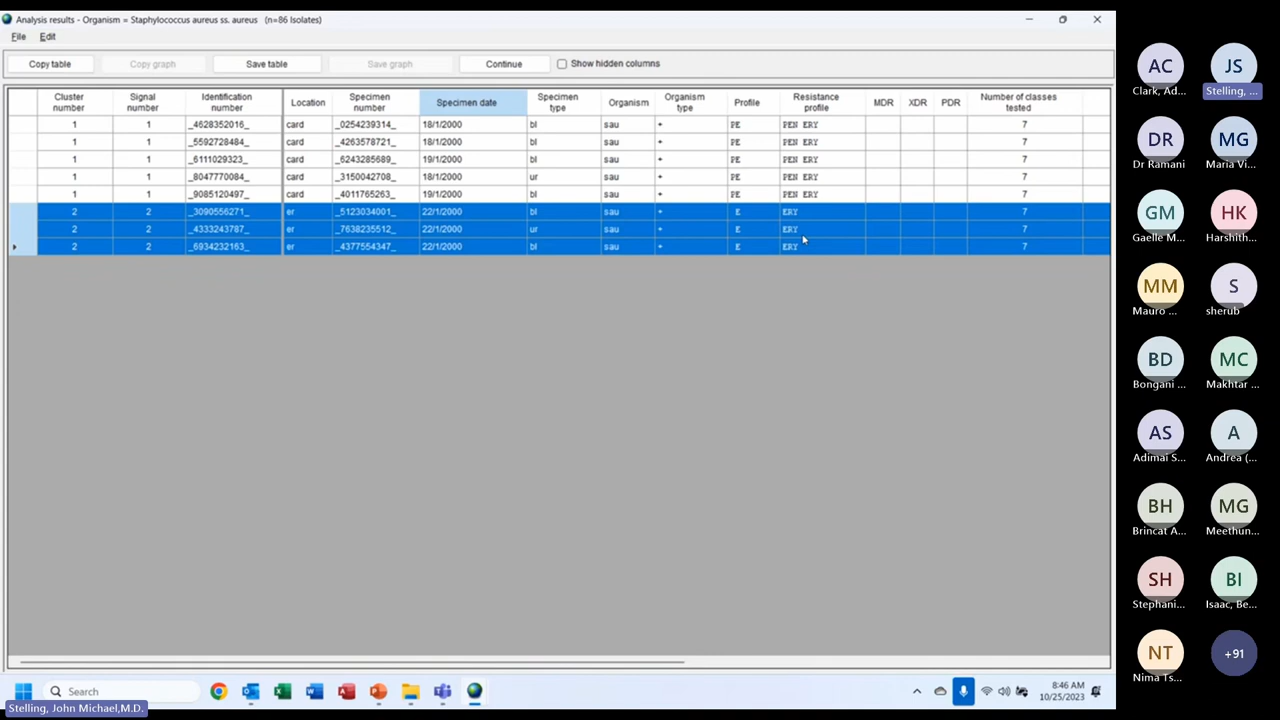 Analysis results - Organism = Staphylococcus aureus ss. aureus (n=86 Isolates)
File Edit
Copy table Copy graph Save table Save graph Continue Show hidden columns
Cluster number Signal number Identification number Location Specimen number Specimen date Specimen type Organism Organism type Profile Resistance profile MDR XDR PDR Number of classes tested
1 1 _4628352016_ card _0254239314_ 18/1/2000 bl sau + PE PEN ERY 7
1 1 _5592728484_ card _4263578721_ 18/1/2000 bl sau + PE PEN ERY 7
1 1 _6111029323_ card _6243285689_ 19/1/2000 bl sau + PE PEN ERY 7
1 1 _8047770084_ card _3150042708_ 18/1/2000 ur sau + PE PEN ERY 7
1 1 _9085120497_ card _4011765263_ 19/1/2000 bl sau + PE PEN ERY 7
2 2 _3090556271_ er _5123034001_ 22/1/2000 bl sau + E ERY 7
2 2 _4333243787_ er _7638235512_ 22/1/2000 ur sau + E ERY 7
2 2 _6934232163_ er _4377554347_ 22/1/2000 bl sau + E ERY 7
AC JS
Clark, Ad... Stelling, ...
DR MG
Dr Ramani Maria Vi...
GM HK
Gaelle M... Harshith...
MM S
Mauro ... sherub
BD MC
Bongani ... Makhtar ...
AS A
Adimai S... Andrea (...
BH MG
Brincat A... Meethun...
SH BI
Stephani... Isaac, Be...
NT +91
Nima Ts...
Search
8:46 AM
10/25/2023
Stelling, John Michael,M.D.